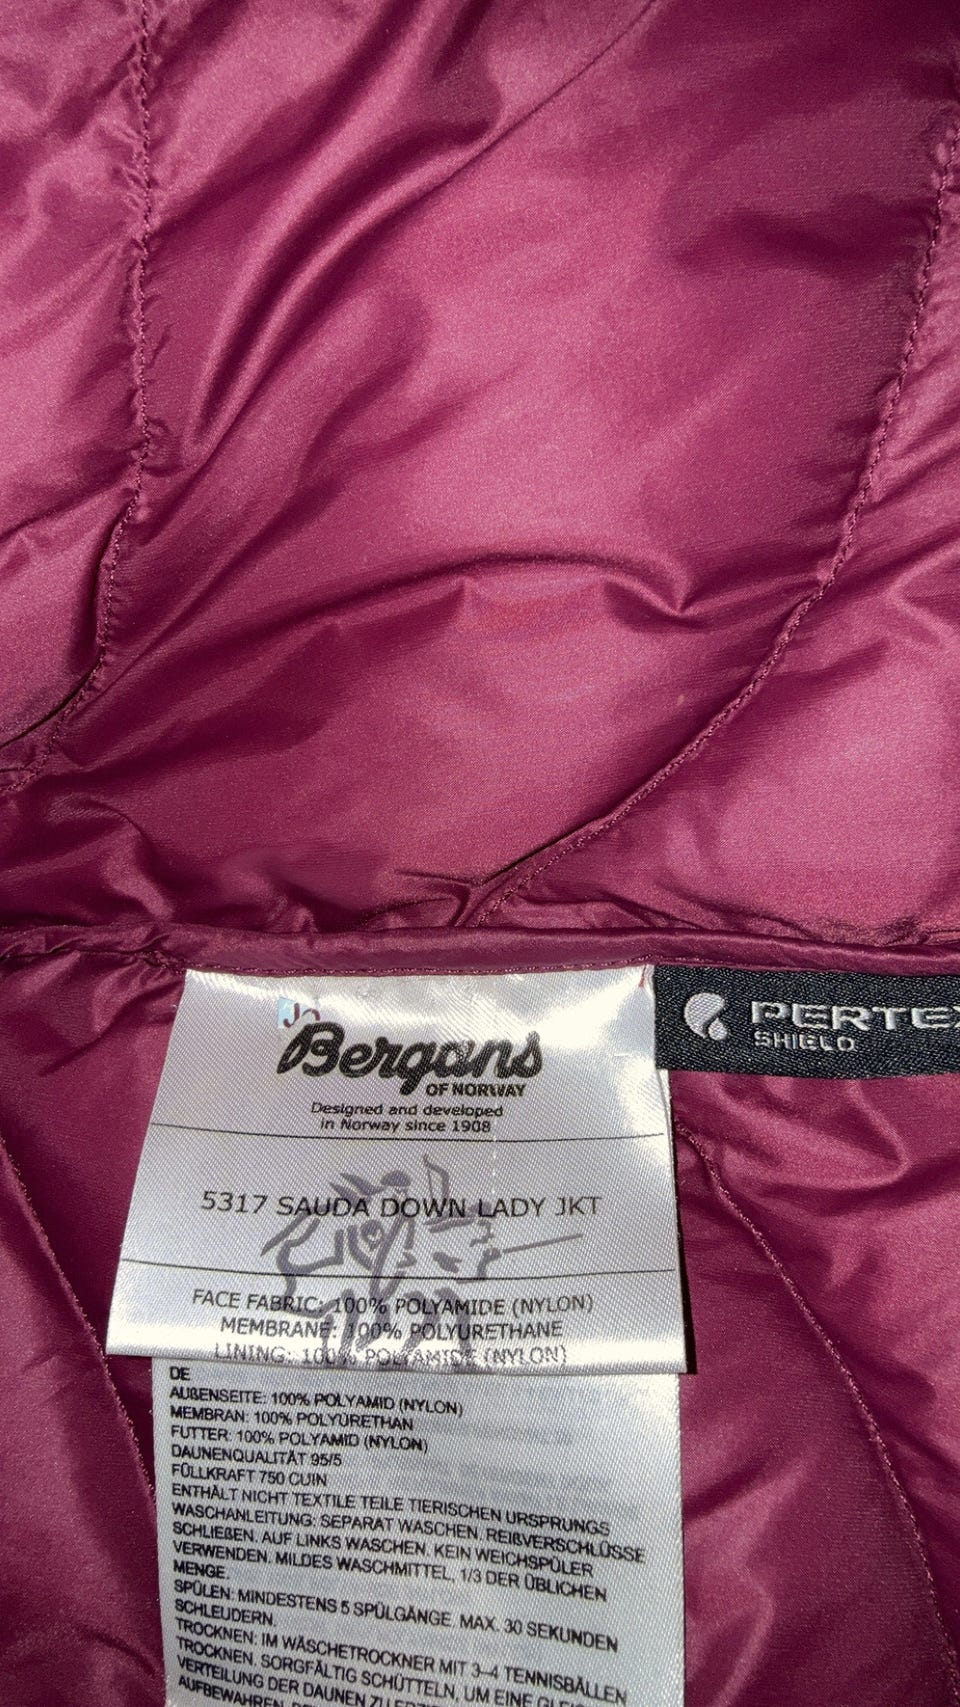 Bergans
OF NORWAY
Designed and developed
in Norway since 1908
PERTEX
SHIELD
5317 SAUDA DOWN LADY JKT
FACE FABRIC: 100% POLYAMIDE (NYLON)
MEMBRANE: 100% POLYURETHANE
LINING: 100% POLYAMIDE (NYLON)
DE
AUßENSEITE: 100% POLYAMID (NYLON)
MEMBRAN: 100% POLYURETHAN
FUTTER: 100% POLYAMID (NYLON)
DAUNENQUALITÄT 95/5
FÜLLKRAFT 750 CUIN
ENTHÄLT NICHT TEXTILE TEILE TIERISCHEN URSPRUNGS
WASCHANLEITUNG: SEPARAT WASCHEN. REIßVERSCHLÜSSE
SCHLIEßEN. AUF LINKS WASCHEN. KEIN WEICHSPÜLER
VERWENDEN. MILDES WASCHMITTEL, 1/3 DER ÜBLICHEN
MENGE.
SPÜLEN: MINDESTENS 5 SPÜLGÄNGE. MAX. 30 SEKUNDEN
SCHLEUDERN.
TROCKNEN: IM WÄSCHETROCKNER MIT 3–4 TENNISBÄLLEN
TROCKNEN. SORGFÄLTIG SCHÜTTELN, UM EINE
VERTEILUNG DER DAUNEN ZU
AUFBEWAHREN.